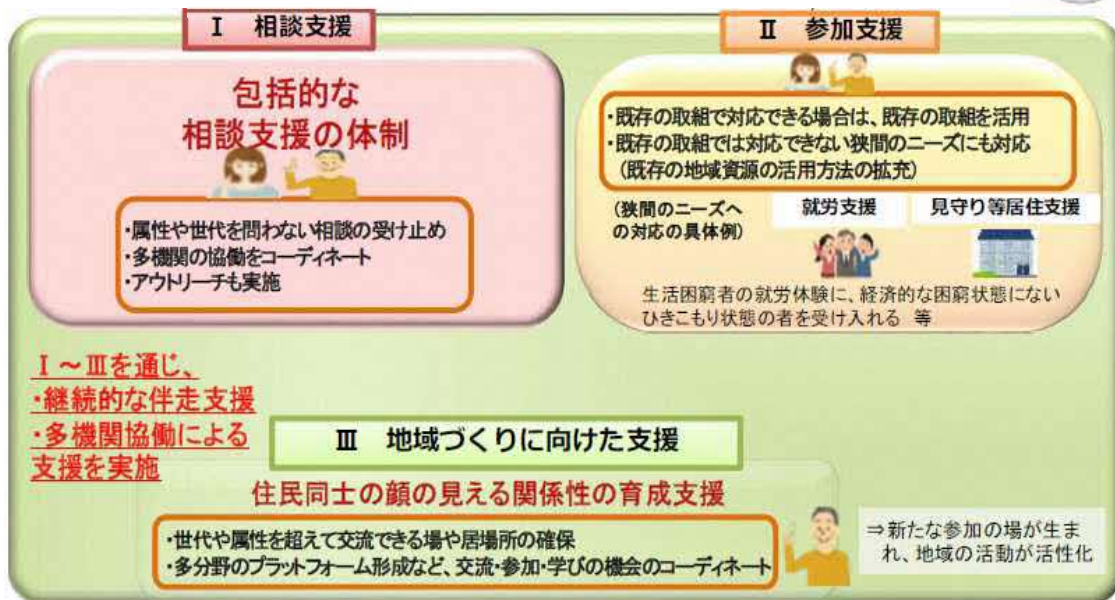 Ⅰ 相談支援
包括的な
相談支援の体制
・属性や世代を問わない相談の受け止め
・多機関の協働をコーディネート
・アウトリーチも実施
Ⅱ 参加支援
・既存の取組で対応できる場合は、既存の取組を活用
・既存の取組では対応できない狭間のニーズにも対応
（既存の地域資源の活用方法の拡充）
（狭間のニーズへ
の対応の具体例）
就労支援
見守り等居住支援
生活困窮者の就労体験に、経済的な困窮状態にない
ひきこもり状態の者を受け入れる 等
Ⅰ～Ⅲを通じ、
・継続的な伴走支援
・多機関協働による
支援を実施
Ⅲ 地域づくりに向けた支援
住民同士の顔の見える関係性の育成支援
・世代や属性を超えて交流できる場や居場所の確保
・多分野のプラットフォーム形成など、交流・参加・学びの機会のコーディネート
⇒新たな参加の場が生ま
れ、地域の活動が活性化